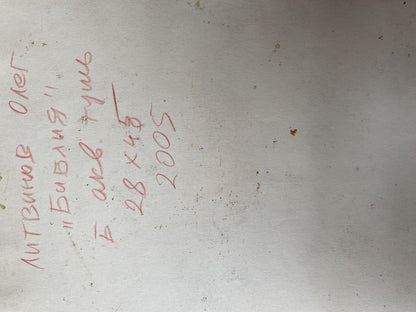 Литвинов Олег
"Библия"
Б. акв. тушь
28 х 45
2005